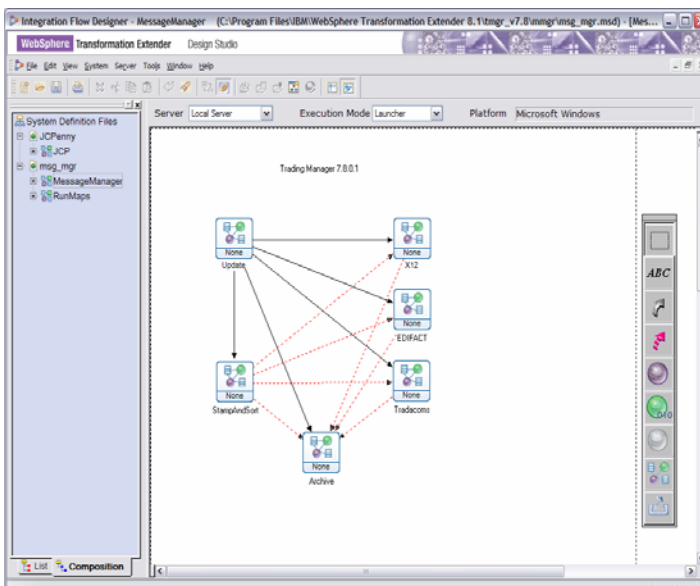 Integration Flow Designer - MessageManager (C:\Program Files\IBM\WebSphere Transformation Extender 8.1\tmgr_v7.8\mmgr\msg_mgr.msd) - [Mes...
WebSphere Transformation Extender Design Studio
File Edit View System Server Tools Window Help
Server Local Server Execution Mode Launcher Platform Microsoft Windows
System Definition Files
JCPenny
JCP
msg_mgr
MessageManager
RunMaps
Trading Manager 7.8.0.1
None
Update
None
X12
None
EDIFACT
None
StampAndSort
None
Tradacoms
None
Archive
ABC
010
List Composition